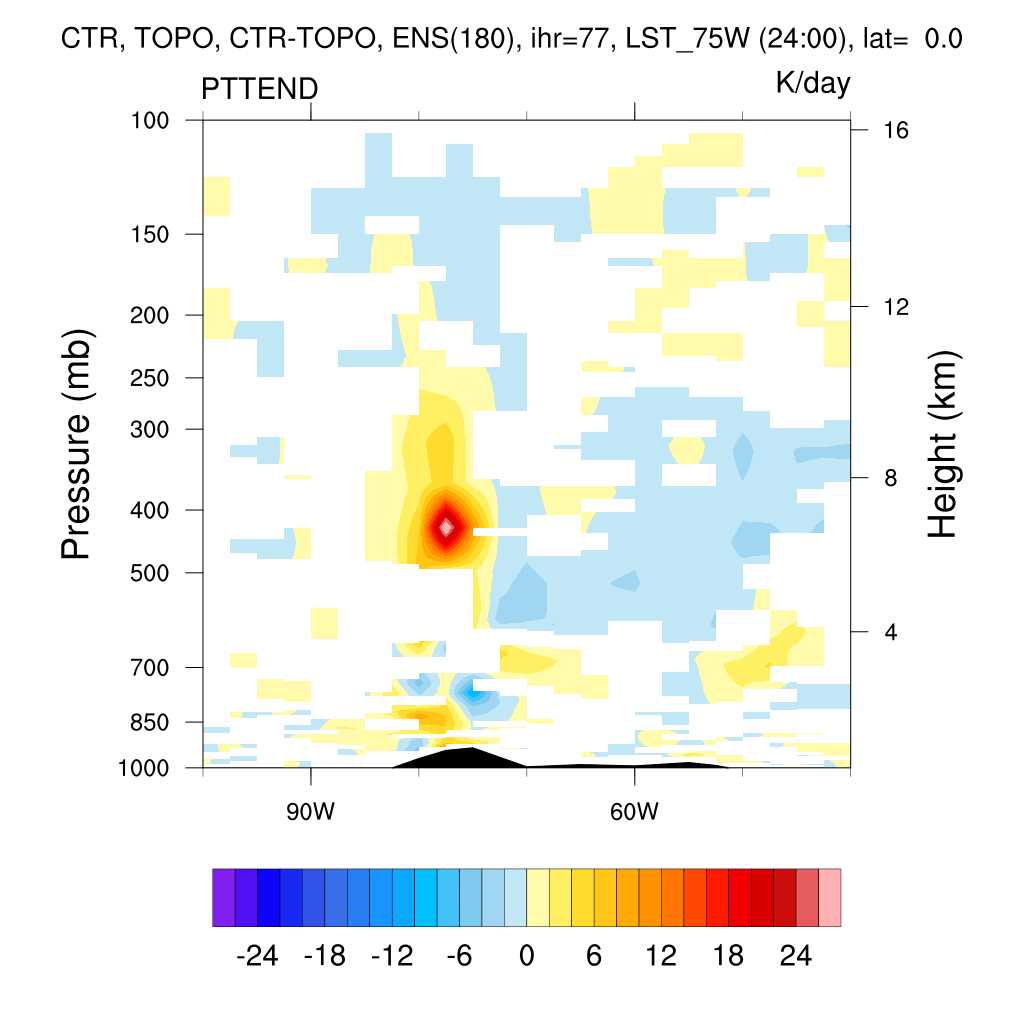 CTR, TOPO, CTR-TOPO, ENS(180), ihr=77, LST_75W (24:00), lat=  0.0
PTTEND K/day
100
150
200
250
300
400
500
700
850
1000
Pressure (mb)
16
12
8
4
Height (km)
90W 60W
-24 -18 -12 -6 0 6 12 18 24